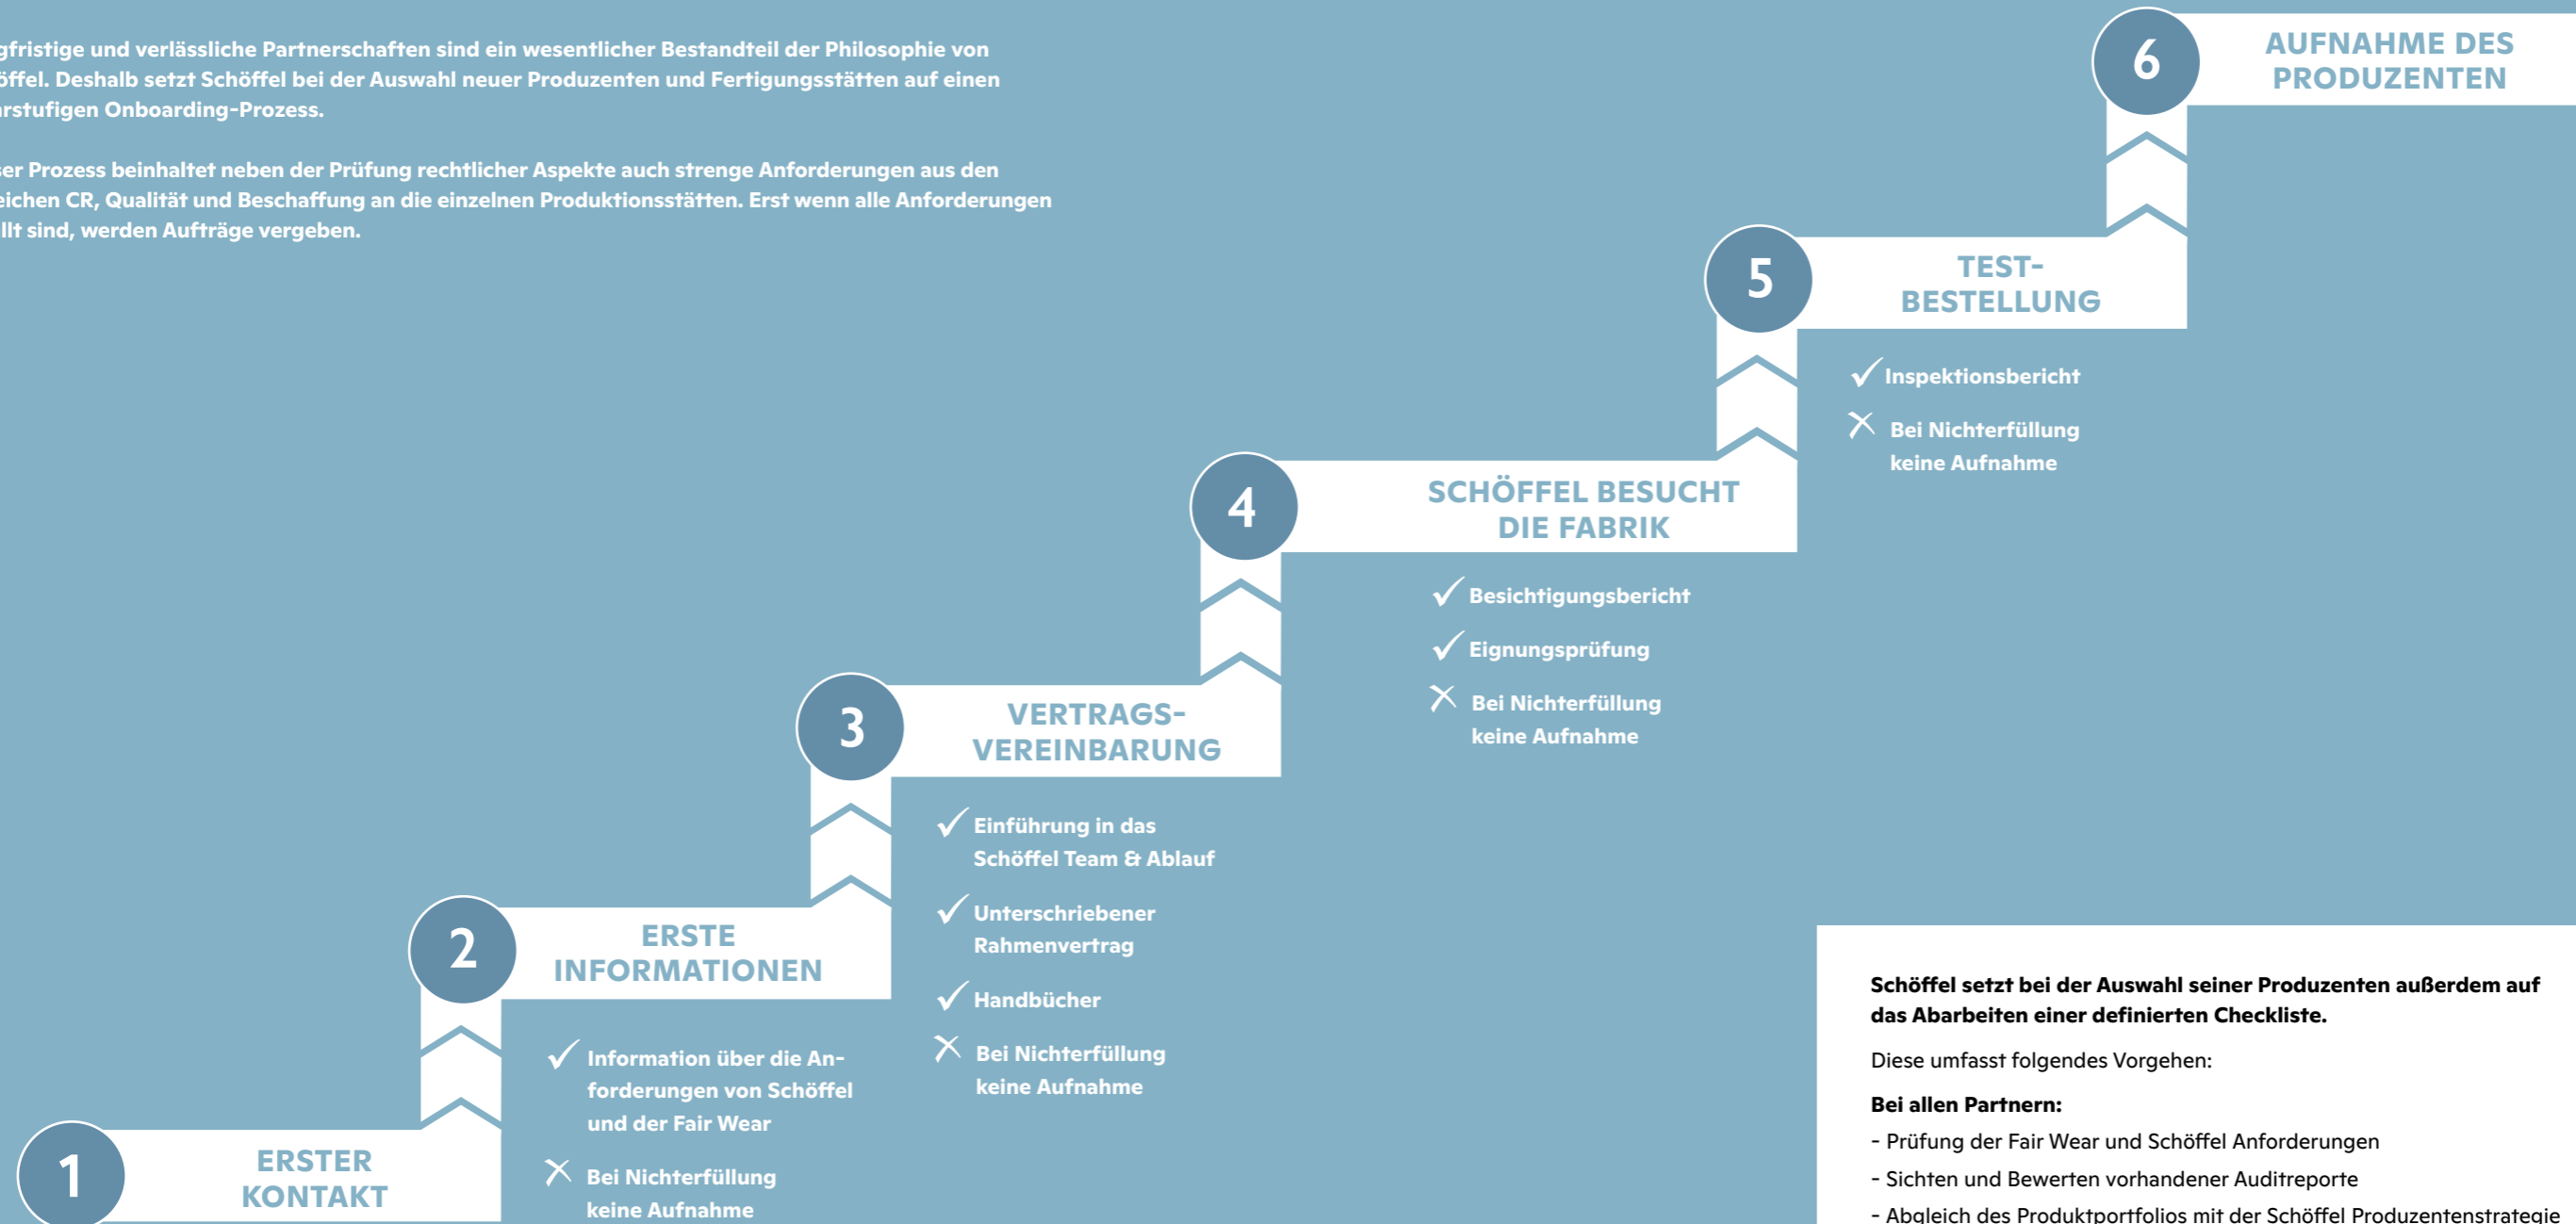 gfristige und verlässliche Partnerschaften sind ein wesentlicher Bestandteil der Philosophie von
öffel. Deshalb setzt Schöffel bei der Auswahl neuer Produzenten und Fertigungsstätten auf einen
rstufigen Onboarding-Prozess.
ser Prozess beinhaltet neben der Prüfung rechtlicher Aspekte auch strenge Anforderungen aus den
eichen CR, Qualität und Beschaffung an die einzelnen Produktionsstätten. Erst wenn alle Anforderungen
llt sind, werden Aufträge vergeben.
6
AUFNAHME DES
PRODUZENTEN
5
TEST-
BESTELLUNG
Inspektionsbericht
Bei Nichterfüllung
keine Aufnahme
4
SCHÖFFEL BESUCHT
DIE FABRIK
Besichtigungsbericht
Eignungsprüfung
Bei Nichterfüllung
keine Aufnahme
3
VERTRAGS-
VEREINBARUNG
Einführung in das
Schöffel Team & Ablauf
Unterschriebener
Rahmenvertrag
Handbücher
Bei Nichterfüllung
keine Aufnahme
2
ERSTE
INFORMATIONEN
Information über die An-
forderungen von Schöffel
und der Fair Wear
Bei Nichterfüllung
keine Aufnahme
1
ERSTER
KONTAKT
Schöffel setzt bei der Auswahl seiner Produzenten außerdem auf
das Abarbeiten einer definierten Checkliste.
Diese umfasst folgendes Vorgehen:
Bei allen Partnern:
- Prüfung der Fair Wear und Schöffel Anforderungen
- Sichten und Bewerten vorhandener Auditreporte
- Abgleich des Produktportfolios mit der Schöffel Produzentenstrategie